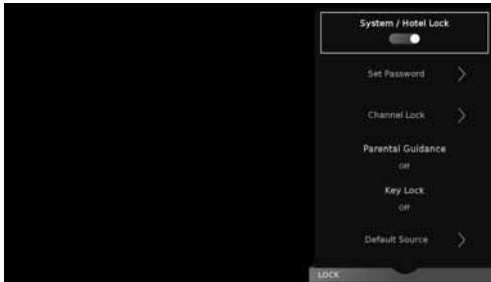 System / Hotel Lock
Set Password
Channel Lock
Parental Guidance
Off
Key Lock
Off
Default Source
LOCK